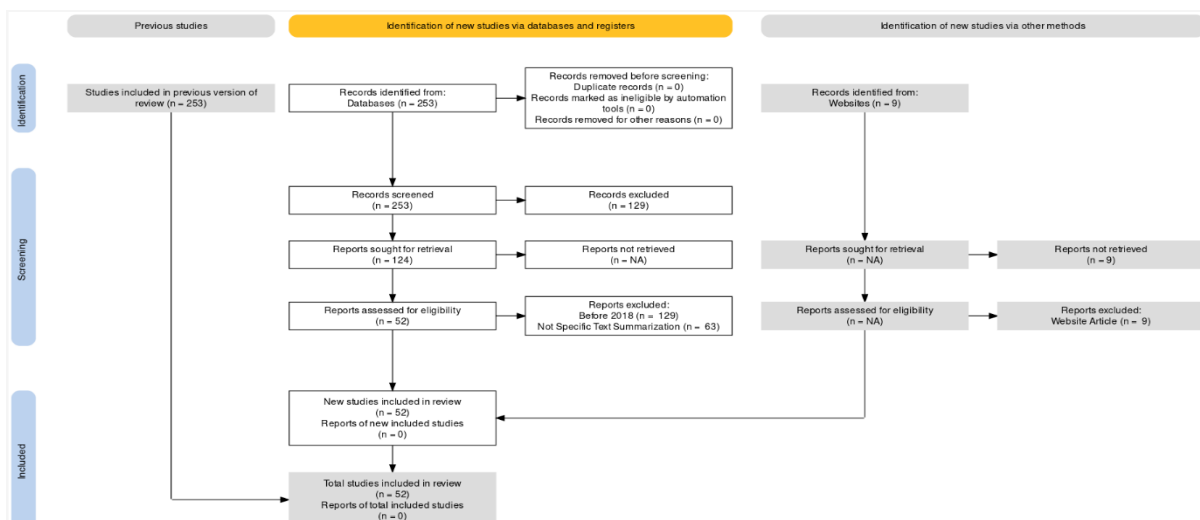 Previous studies
Identification of new studies via databases and registers
Identification of new studies via other methods
Identification
Studies included in previous version of
review (n = 253)
Records identified from:
Databases (n = 253)
Records removed before screening:
Duplicate records (n = 0)
Records marked as ineligible by automation
tools (n = 0)
Records removed for other reasons (n = 0)
Records identified from:
Websites (n = 9)
Screening
Records screened
(n = 253)
Records excluded
(n = 129)
Reports sought for retrieval
(n = 124)
Reports not retrieved
(n = NA)
Reports sought for retrieval
(n = NA)
Reports not retrieved
(n = 9)
Reports assessed for eligibility
(n = 52)
Reports excluded:
Before 2018 (n = 129)
Not Specific Text Summarization (n = 63)
Reports assessed for eligibility
(n = NA)
Reports excluded:
Website Article (n = 9)
Included
New studies included in review
(n = 52)
Reports of new included studies
(n = 0)
Total studies included in review
(n = 52)
Reports of total included studies
(n = 0)